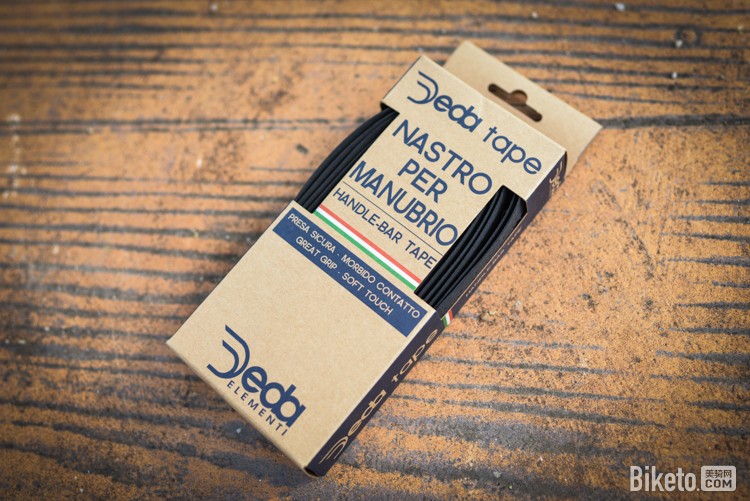 Deda tape
NASTRO
PER
MANUBRIO
HANDLE-BAR TAPE
PRESA SICURA · MORBIDO CONTATTO
GREAT GRIP · SOFT TOUCH
Deda
ELEMENTI
Deda tape
Biketo 美骑网
.COM